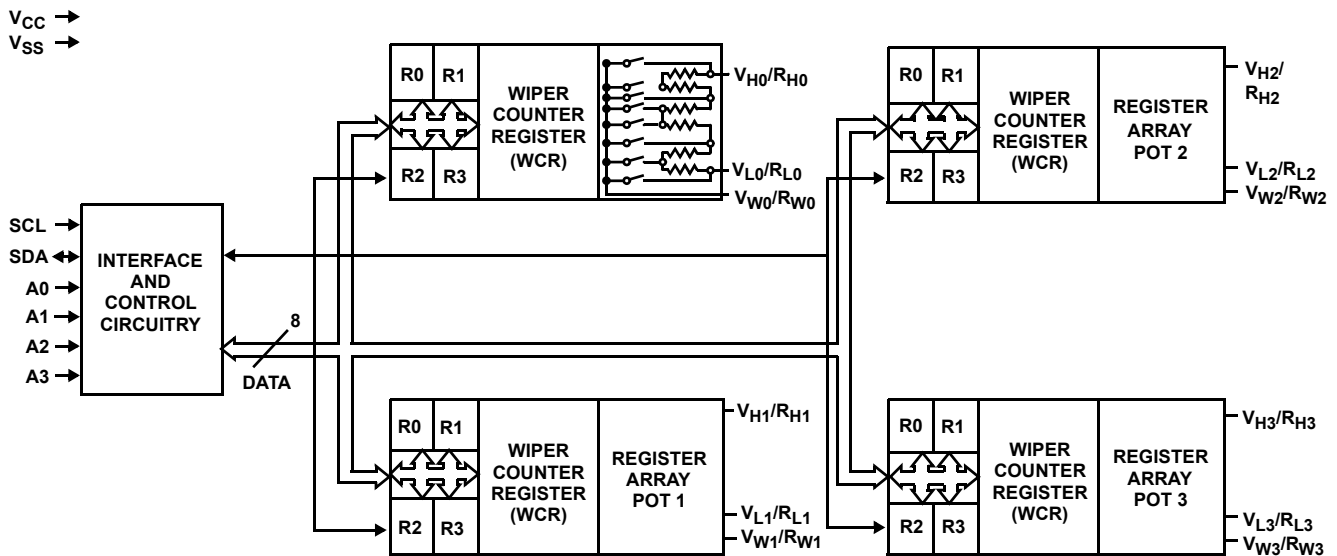 VCC
VSS
R0 R1
R2 R3
WIPER
COUNTER
REGISTER
(WCR)
VH0/RH0
VL0/RL0
VW0/RW0
R0 R1
R2 R3
WIPER
COUNTER
REGISTER
(WCR)
REGISTER
ARRAY
POT 2
VH2/
RH2
VL2/RL2
VW2/RW2
SCL
SDA
A0
A1
A2
A3
INTERFACE
AND
CONTROL
CIRCUITRY
8
DATA
R0 R1
R2 R3
WIPER
COUNTER
REGISTER
(WCR)
REGISTER
ARRAY
POT 1
VH1/RH1
VL1/RL1
VW1/RW1
R0 R1
R2 R3
WIPER
COUNTER
REGISTER
(WCR)
REGISTER
ARRAY
POT 3
VH3/RH3
VL3/RL3
VW3/RW3